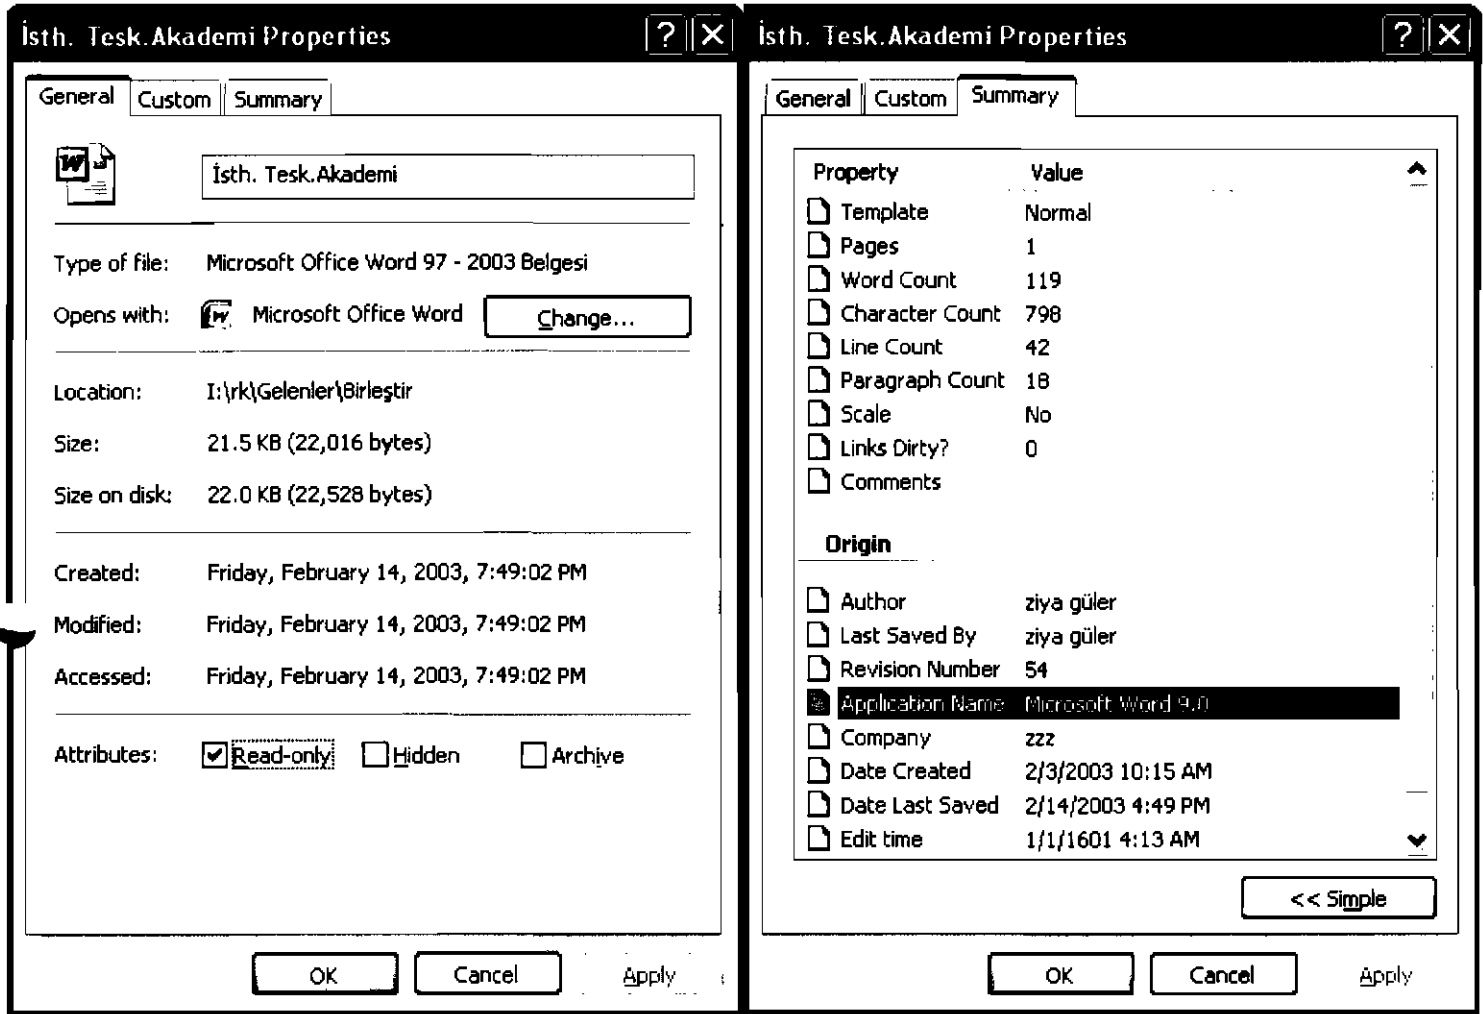 İsth. Tesk.Akademi Properties
General Custom Summary
İsth. Tesk.Akademi
Type of file: Microsoft Office Word 97 - 2003 Belgesi
Opens with: Microsoft Office Word Change...
Location: I:\rk\Gelenler\Birleştir
Size: 21.5 KB (22,016 bytes)
Size on disk: 22.0 KB (22,528 bytes)
Created: Friday, February 14, 2003, 7:49:02 PM
Modified: Friday, February 14, 2003, 7:49:02 PM
Accessed: Friday, February 14, 2003, 7:49:02 PM
Attributes: Read-only Hidden Archive
OK Cancel Apply
İsth. Tesk.Akademi Properties
General Custom Summary
Property Value
Template Normal
Pages 1
Word Count 119
Character Count 798
Line Count 42
Paragraph Count 18
Scale No
Links Dirty? 0
Comments
Origin
Author ziya güler
Last Saved By ziya güler
Revision Number 54
Application Name Microsoft Word 9.0
Company zzz
Date Created 2/3/2003 10:15 AM
Date Last Saved 2/14/2003 4:49 PM
Edit time 1/1/1601 4:13 AM
<< Simple
OK Cancel Apply